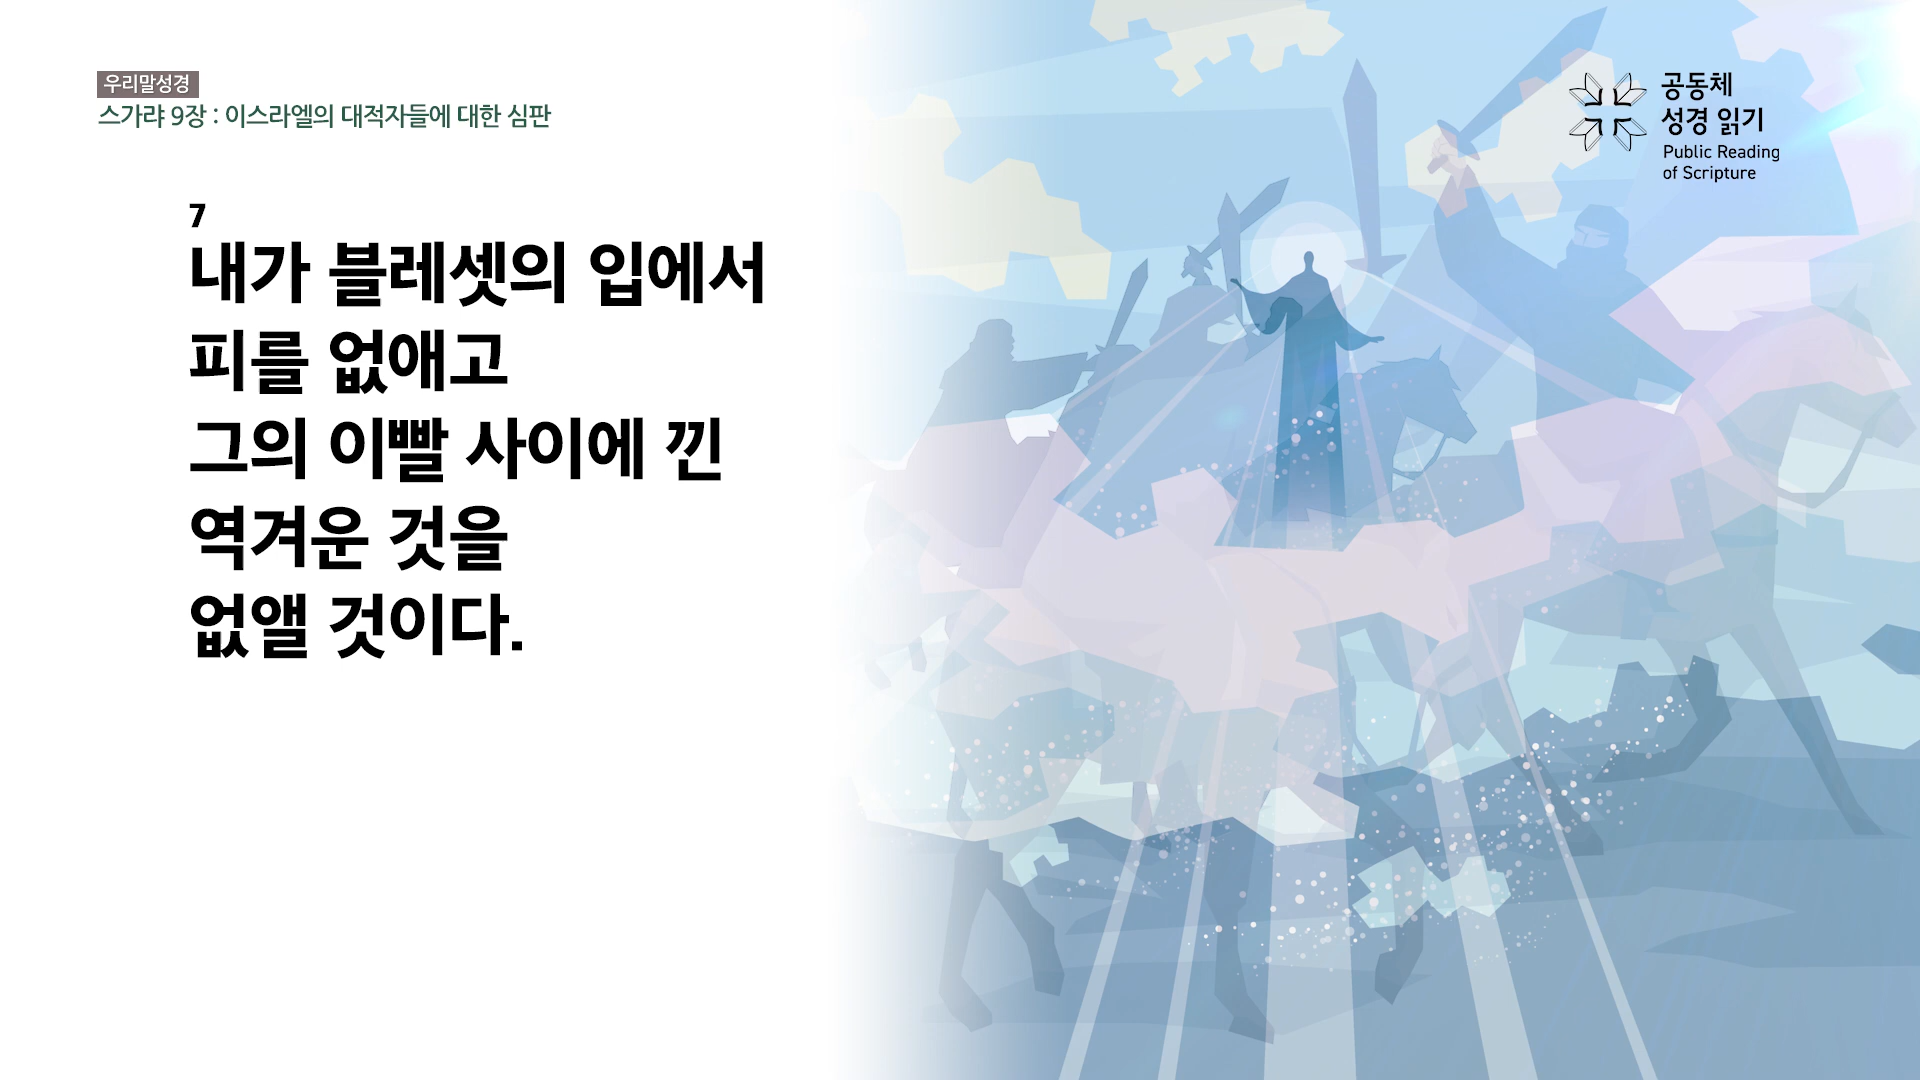 우리말성경
스가랴 9장 : 이스라엘의 대적자들에 대한 심판
공동체
성경 읽기
Public Reading
of Scripture
7
내가 블레셋의 입에서
피를 없애고
그의 이빨 사이에 낀
역겨운 것을
없앨 것이다.